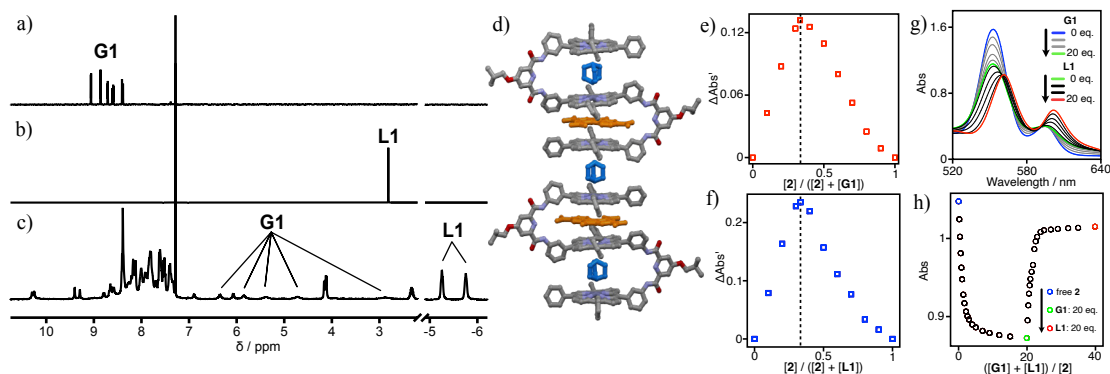 a)
G1
b)
L1
c)
G1
L1
10 9 8 7 6 5 4 3 -5 -6
δ / ppm
d)
e)
0.12
0.06
0
Δ Abs'
0 0.5 1
[2] / ([2] + [G1])
f)
0.2
0.1
0
ΔAbs'
0 0.5 1
[2] / ([2] + [L1])
g)
1.6
0.8
0
Abs
G1
0 eq.
20 eq.
L1
0 eq.
20 eq.
520 560 600 640
Wavelength / nm
h)
1
0.9
Abs
free 2
G1: 20 eq.
L1: 20 eq.
0 20 40
([G1] + [L1]) / [2]